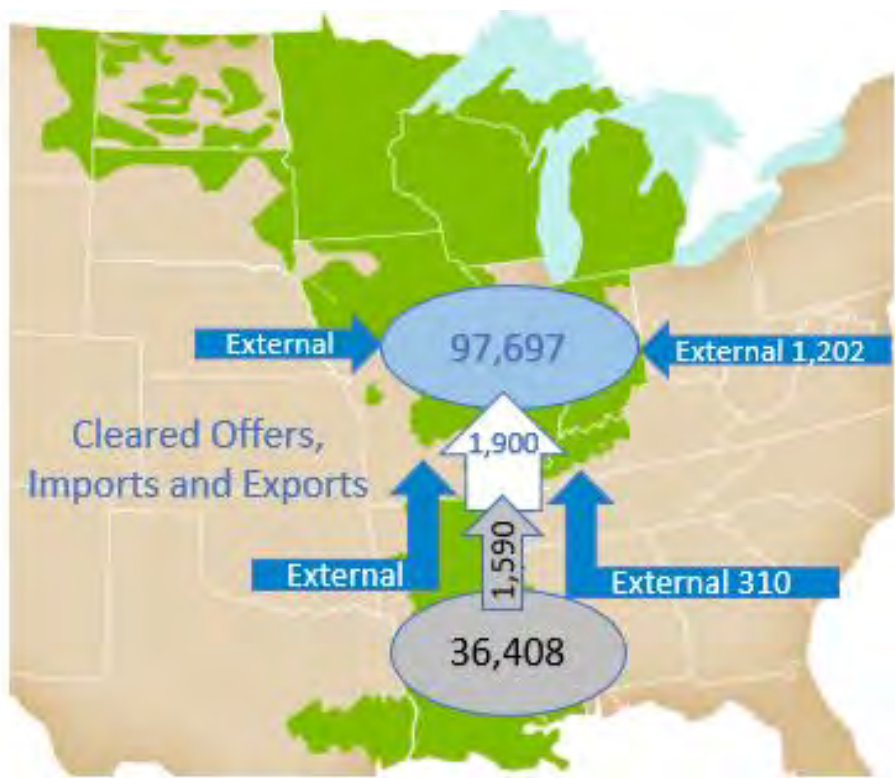 External
97,697
External 1,202
Cleared Offers,
Imports and Exports
1,900
1,590
External
External 310
36,408